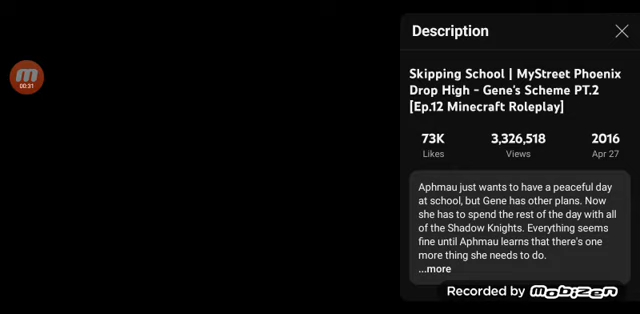 Description
Skipping School | MyStreet Phoenix
Drop High - Gene's Scheme PT.2
[Ep.12 Minecraft Roleplay]
73K 3,326,518 2016
Likes Views Apr 27
Aphmau just wants to have a peaceful day
at school, but Gene has other plans. Now
she has to spend the rest of the day with all
of the Shadow Knights. Everything seems
fine until Aphmau learns that there's one
more thing she needs to do.
...more
00:31
Recorded by Mobizen